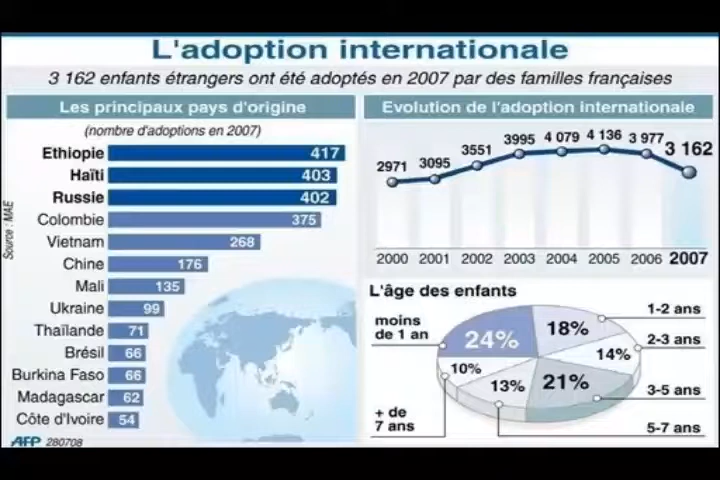 L'adoption internationale
3 162 enfants étrangers ont été adoptés en 2007 par des familles françaises
Les principaux pays d'origine
(nombre d'adoptions en 2007)
Ethiopie 417
Haïti 403
Russie 402
Colombie 375
Vietnam 268
Chine 176
Mali 135
Ukraine 99
Thaïlande 71
Brésil 66
Burkina Faso 66
Madagascar 62
Côte d'Ivoire 54
Source : MAE
AFP 280708
Evolution de l'adoption internationale
2971 3095 3551 3995 4 079 4 136 3 977 3 162
2000 2001 2002 2003 2004 2005 2006 2007
L'âge des enfants
moins
de 1 an
24%
18%
1-2 ans
14%
2-3 ans
21%
3-5 ans
13%
5-7 ans
10%
+ de
7 ans